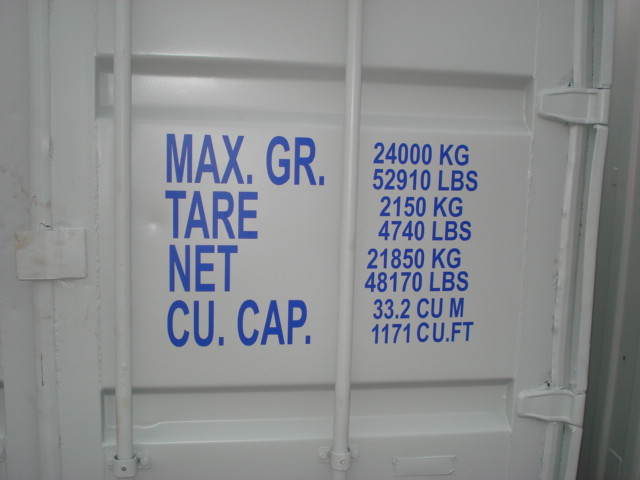 MAX. GR. 24000 KG
52910 LBS
TARE 2150 KG
4740 LBS
NET 21850 KG
48170 LBS
CU. CAP. 33.2 CU M
1171 CU.FT